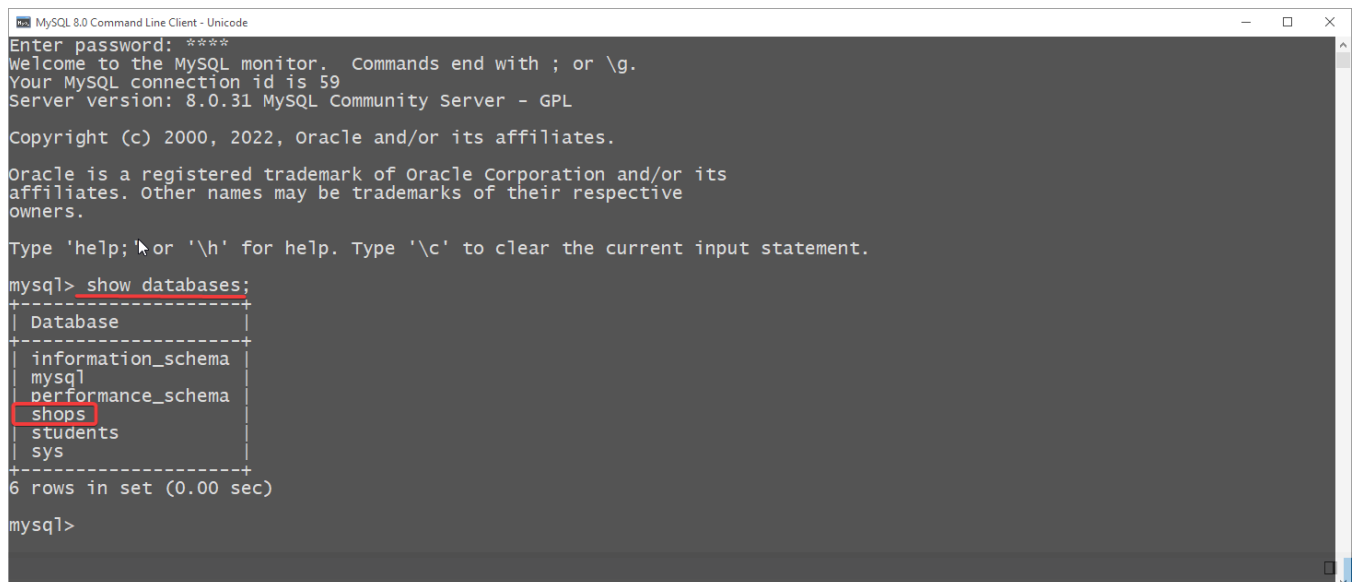 MySQL 8.0 Command Line Client - Unicode
Enter password: ****
Welcome to the MySQL monitor.  Commands end with ; or \g.
Your MySQL connection id is 59
Server version: 8.0.31 MySQL Community Server - GPL
Copyright (c) 2000, 2022, Oracle and/or its affiliates.
Oracle is a registered trademark of Oracle Corporation and/or its
affiliates. Other names may be trademarks of their respective
owners.
Type 'help;' or '\h' for help. Type '\c' to clear the current input statement.
mysql> show databases;
+--------------------+
| Database           |
+--------------------+
| information_schema |
| mysql              |
| performance_schema |
| shops              |
| students           |
| sys                |
+--------------------+
6 rows in set (0.00 sec)
mysql>